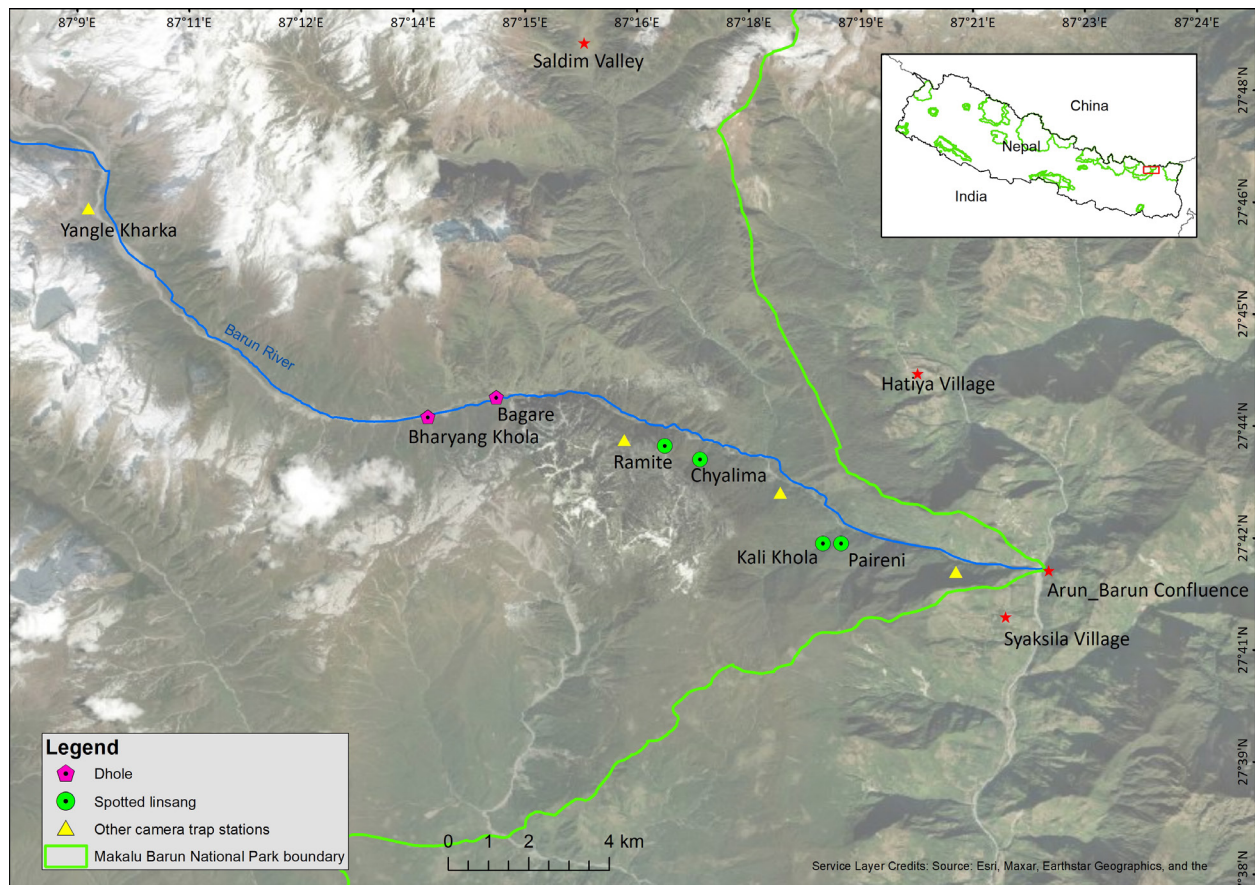 87°9'E 87°11'E 87°12'E 87°14'E 87°15'E 87°16'E 87°18'E 87°19'E 87°21'E 87°23'E 87°24'E
Saldim Valley
27°48'N
China
Nepal
India
27°46'N
Yangle Kharka
27°45'N
Barun River
Hatiya Village
Bagare
Bharyang Khola
27°44'N
Ramite
Chyalima
27°42'N
Kali Khola
Paireni
Arun_Barun Confluence
Syaksila Village
27°41'N
Legend
Dhole
Spotted linsang
Other camera trap stations
Makalu Barun National Park boundary
27°39'N
0 1 2 4 km
Service Layer Credits: Source: Esri, Maxar, Earthstar Geographics, and the
°38'N